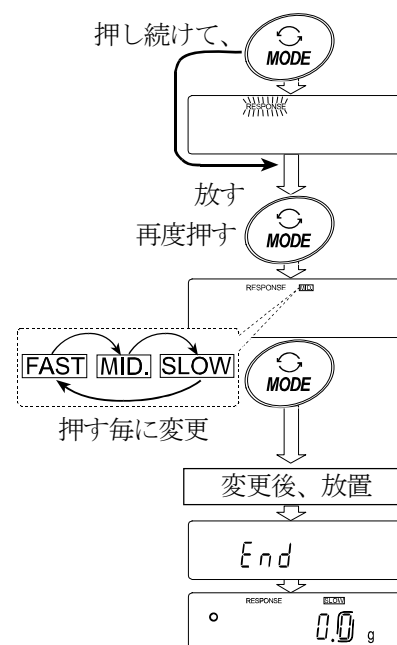 押し続けて、
MODE
RESPONSE
放す
再度押す
MODE
RESPONSE MID.
FAST MID. SLOW
MODE
押す毎に変更
変更後、放置
End
RESPONSE SLOW
0.0 g